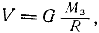 V = G M₃ / R ,